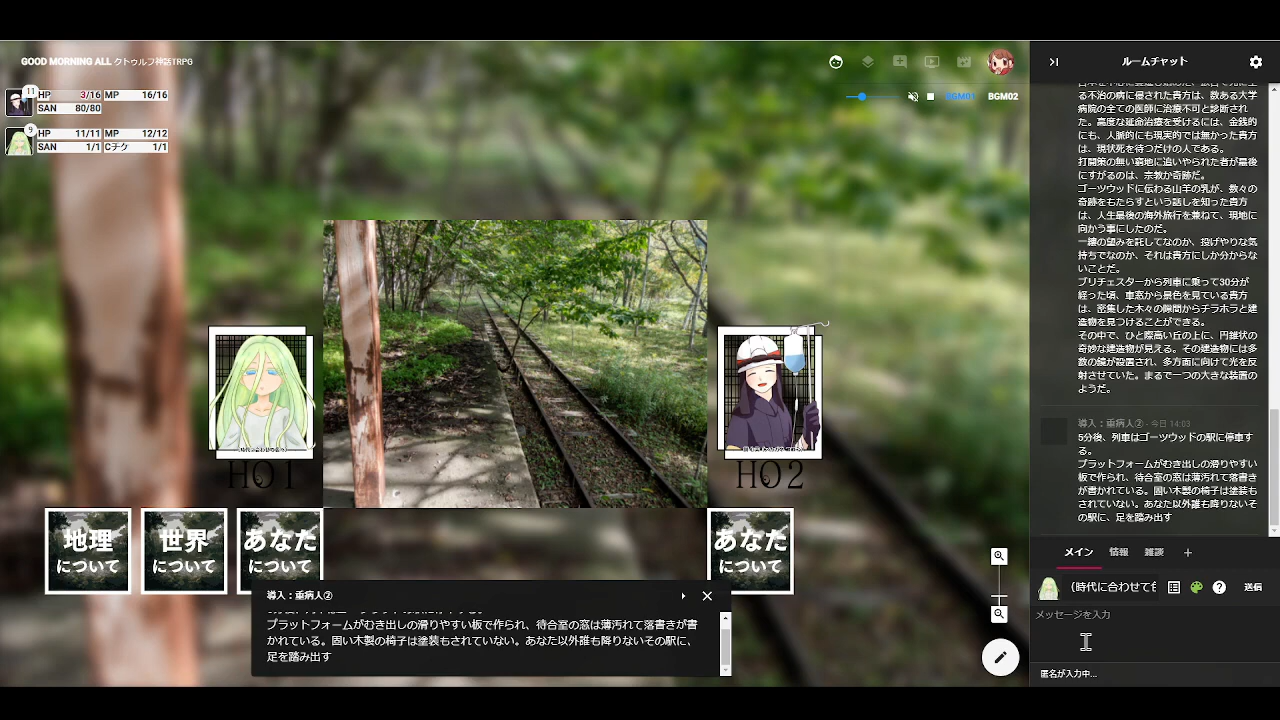 GOOD MORNING ALL クトゥルフ神話TRPG
BGM01 BGM02
11
HP 3/16 MP 16/16
SAN 80/80
9
HP 11/11 MP 12/12
SAN 1/1 Cチケ 1/1
HO1
HO2
地理
について
世界
について
あなた
について
あなた
について
導入：重病人②
プラットフォームがむき出しの滑りやすい板で作られ、待合室の窓は薄汚れて落書きが書
かれている。固い木製の椅子は塗装もされていない。あなた以外誰も降りないその駅に、
足を踏み出す
ルームチャット
る不治の病に侵された貴方は、数ある大学
病院の全ての医師に治療不可と診断され
た。高度な延命治療を受けるには、金銭的
にも、人脈的にも現実的では無かった貴方
は、現状死を待つだけの人である。
打開策の無い窮地に追いやられた者が最後
にすがるのは、宗教か奇跡だ。
ゴーツウッドに伝わる山羊の乳が、数々の
奇跡をもたらすという話しを知った貴方
は、人生最後の海外旅行を兼ねて、現地に
向かう事にしたのだ。
一縷の望みを託してなのか、投げやりな気
持ちでなのか、それは貴方にしか分からな
いことだ。
ブリチェスターから列車に乗って30分が
経った頃、車窓から景色を見ている貴方
は、密集した木々の隙間からチラホラと建
造物を見つけることができる。
その中で、ひと際高い丘の上に、円錐状の
奇妙な建造物が見える。その建造物には多
数の鏡が設置され、多方面に向けて光を反
射させていた。まるで一つの大きな装置の
ようだ。
導入：重病人② - 今日 14:03
5分後、列車はゴーツウッドの駅に停車す
る。
プラットフォームがむき出しの滑りやすい
板で作られ、待合室の窓は薄汚れて落書き
が書かれている。固い木製の椅子は塗装も
されていない。あなた以外誰も降りないそ
の駅に、足を踏み出す
メイン 情報 雑談 +
(時代に合わせてE 送信
メッセージを入力
匿名が入力中...